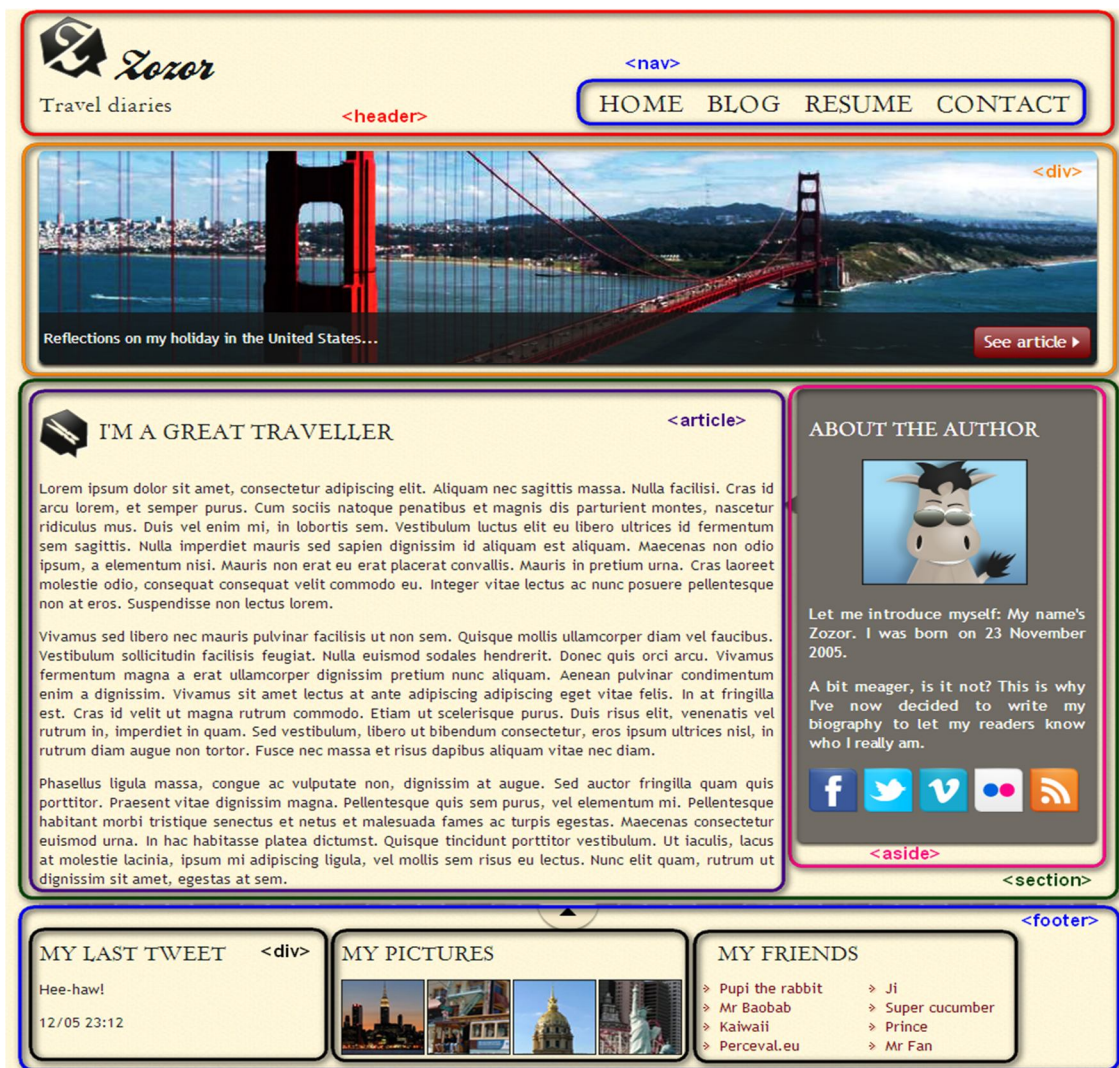 Zozor
Travel diaries
<header>
<nav>
HOME BLOG RESUME CONTACT
<div>
Reflections on my holiday in the United States...
See article
I'M A GREAT TRAVELLER
<article>
Lorem ipsum dolor sit amet, consectetur adipiscing elit. Aliquam nec sagittis massa. Nulla facilisi. Cras id
arcu lorem, et semper purus. Cum sociis natoque penatibus et magnis dis parturient montes, nascetur
ridiculus mus. Duis vel enim mi, in lobortis sem. Vestibulum luctus elit eu libero ultrices id fermentum
sem sagittis. Nulla imperdiet mauris sed sapien dignissim id aliquam est aliquam. Maecenas non odio
ipsum, a elementum nisi. Mauris non erat eu erat placerat convallis. Mauris in pretium urna. Cras laoreet
molestie odio, consequat consequat velit commodo eu. Integer vitae lectus ac nunc posuere pellentesque
non at eros. Suspendisse non lectus lorem.
Vivamus sed libero nec mauris pulvinar facilisis ut non sem. Quisque mollis ullamcorper diam vel faucibus.
Vestibulum sollicitudin facilisis feugiat. Nulla euismod sodales hendrerit. Donec quis orci arcu. Vivamus
fermentum magna a erat ullamcorper dignissim pretium nunc aliquam. Aenean pulvinar condimentum
enim a dignissim. Vivamus sit amet lectus at ante adipiscing adipiscing eget vitae felis. In at fringilla
est. Cras id velit ut magna rutrum commodo. Etiam ut scelerisque purus. Duis risus elit, venenatis vel
rutrum in, imperdiet in quam. Sed vestibulum, libero ut bibendum consectetur, eros ipsum ultrices nisl, in
rutrum diam augue non tortor. Fusce nec massa et risus dapibus aliquam vitae nec diam.
Phasellus ligula massa, congue ac vulputate non, dignissim at augue. Sed auctor fringilla quam quis
porttitor. Praesent vitae dignissim magna. Pellentesque quis sem purus, vel elementum mi. Pellentesque
habitant morbi tristique senectus et netus et malesuada fames ac turpis egestas. Maecenas consectetur
euismod urna. In hac habitasse platea dictumst. Quisque tincidunt porttitor vestibulum. Ut iaculis, lacus
at molestie lacinia, ipsum mi adipiscing ligula, vel mollis sem risus eu lectus. Nunc elit quam, rutrum ut
dignissim sit amet, egestas at sem.
ABOUT THE AUTHOR
Let me introduce myself: My name's
Zozor. I was born on 23 November
2005.
A bit meager, is it not? This is why
I've now decided to write my
biography to let my readers know
who I really am.
<aside>
<section>
<footer>
MY LAST TWEET
<div>
Hee-haw!
12/05 23:12
MY PICTURES
MY FRIENDS
Pupi the rabbit
Mr Baobab
Kaiwaii
Perceval.eu
Ji
Super cucumber
Prince
Mr Fan